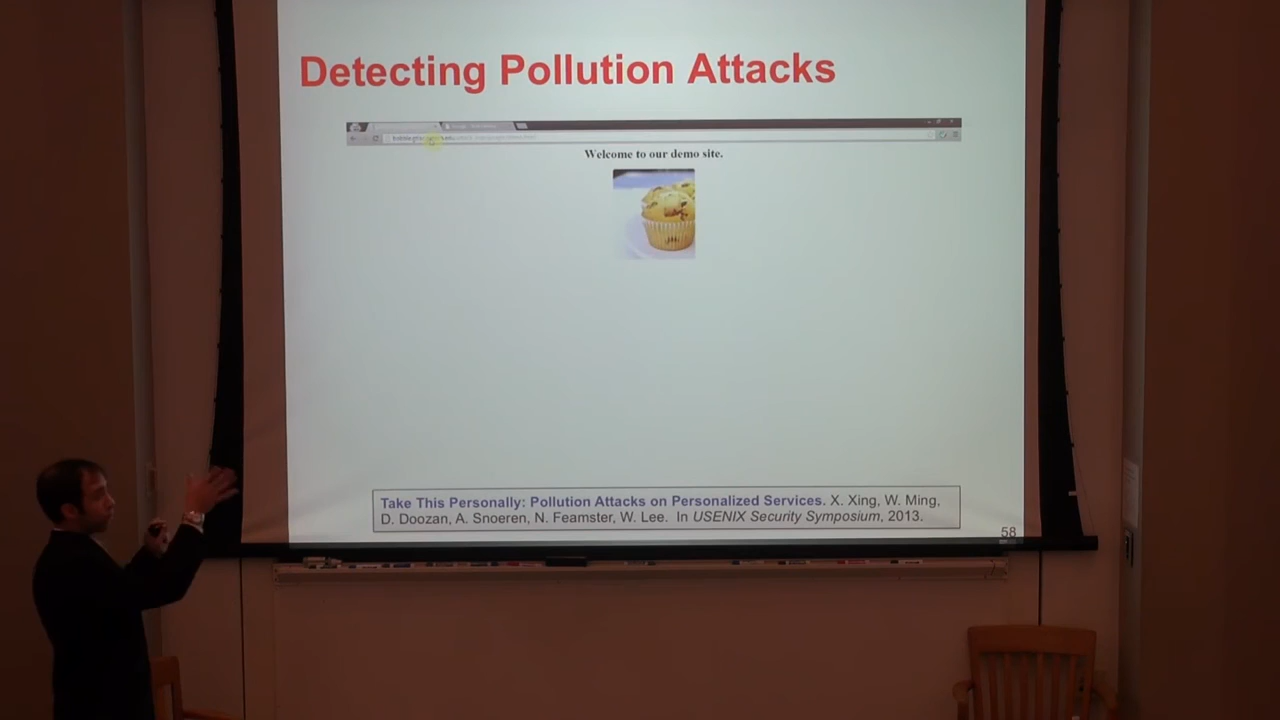 Detecting Pollution Attacks
Welcome to our demo site.
Take This Personally: Pollution Attacks on Personalized Services. X. Xing, W. Ming,
D. Doozan, A. Snoeren, N. Feamster, W. Lee. In USENIX Security Symposium, 2013.
58